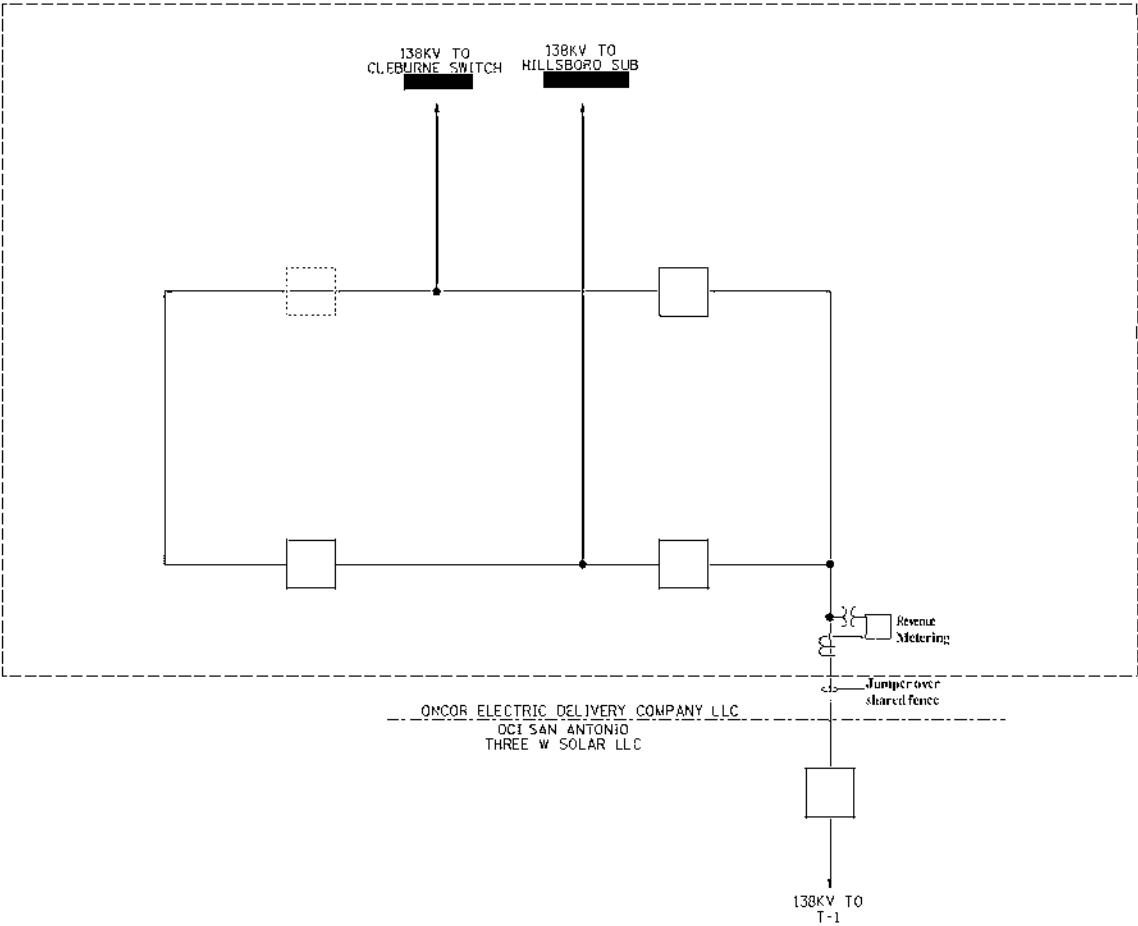 138KV TO
CLEBURNE SWITCH
138KV TO
HILLSBORO SUB
Revenue
Metering
Jumper over
shared fence
ONCOR ELECTRIC DELIVERY COMPANY LLC
OCI SAN ANTONIO
THREE W SOLAR LLC
138KV TO
T-1